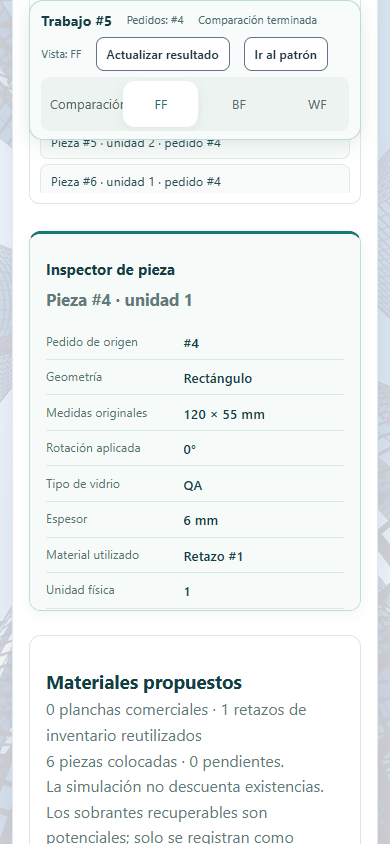 Trabajo #5 Pedidos: #4 Comparación terminada
Vista: FF Actualizar resultado Ir al patrón
Comparación FF BF WF
Pieza #5 · unidad 2 · pedido #4
Pieza #6 · unidad 1 · pedido #4
Inspector de pieza
Pieza #4 · unidad 1
Pedido de origen #4
Geometría Rectángulo
Medidas originales 120 × 55 mm
Rotación aplicada 0°
Tipo de vidrio QA
Espesor 6 mm
Material utilizado Retazo #1
Unidad física 1
Materiales propuestos
0 planchas comerciales · 1 retazos de
inventario reutilizados
6 piezas colocadas · 0 pendientes.
La simulación no descuenta existencias.
Los sobrantes recuperables son
potenciales; solo se registran como